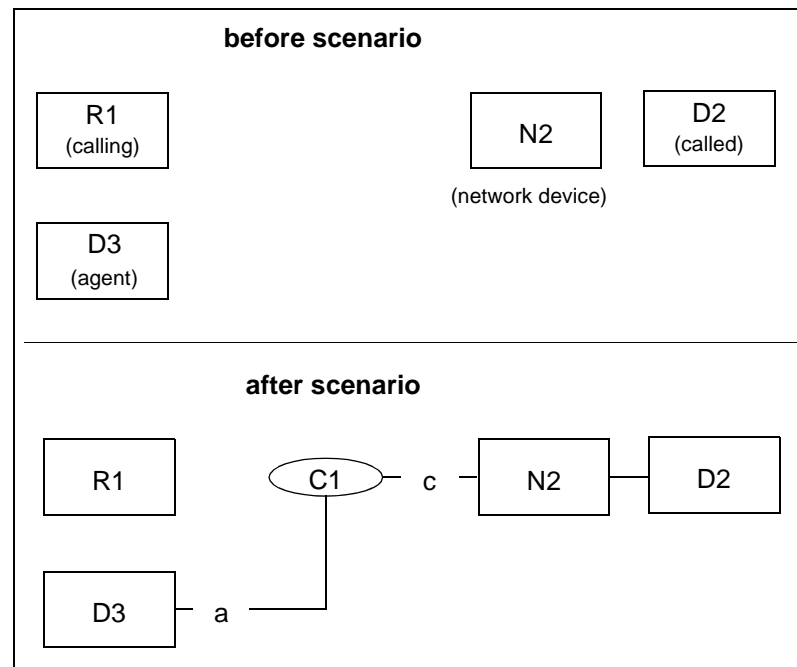 before scenario
R1
(calling)
N2
(network device)
D2
(called)
D3
(agent)
after scenario
R1
C1
c
N2
D2
D3
a